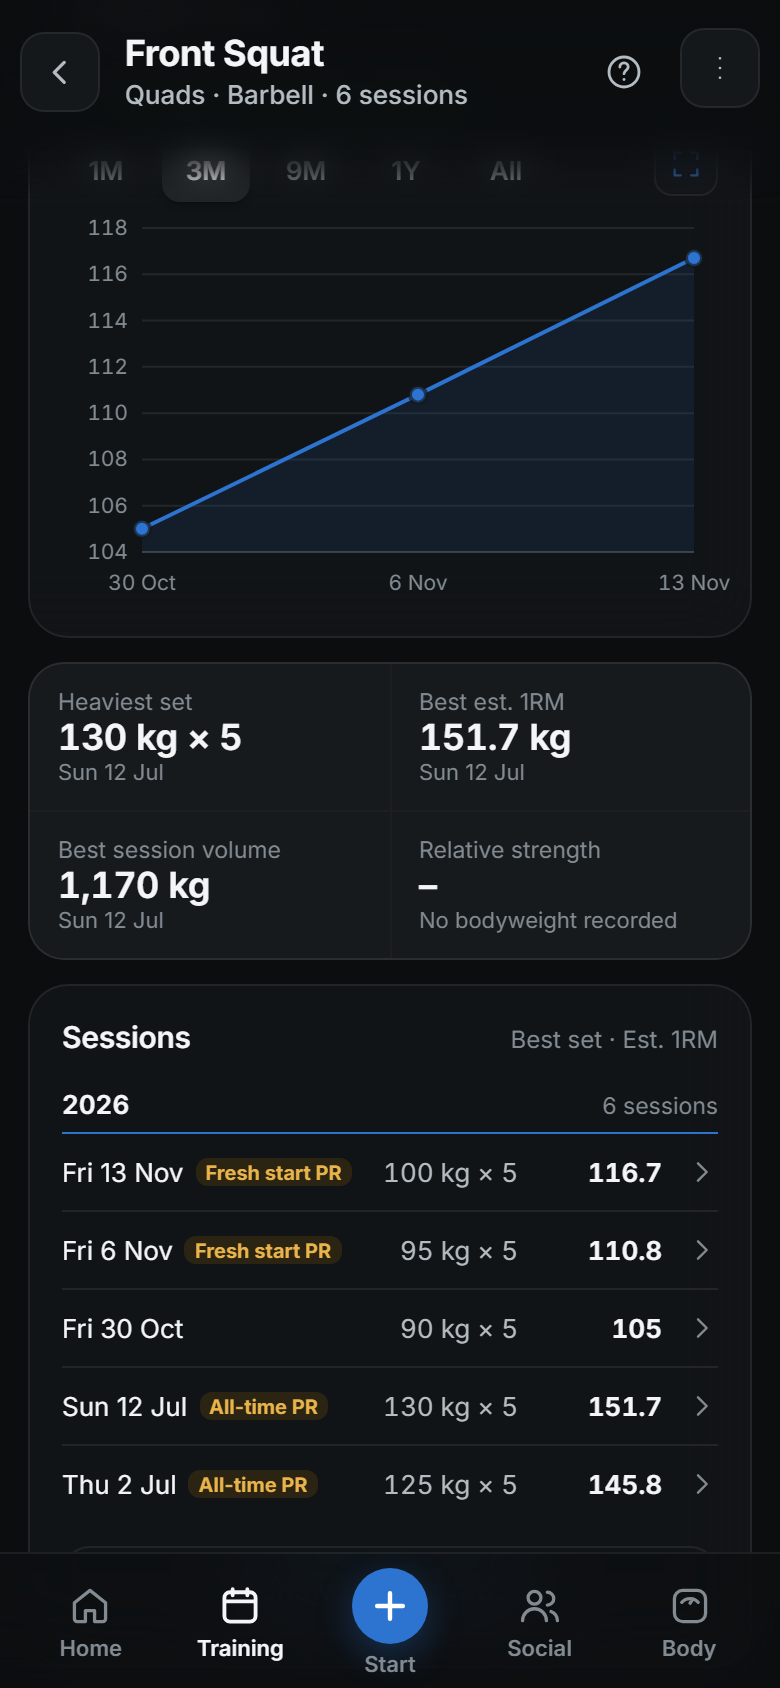 Front Squat
Quads · Barbell · 6 sessions
1M 3M 9M 1Y All
118
116
114
112
110
108
106
104
30 Oct 6 Nov 13 Nov
Heaviest set
130 kg × 5
Sun 12 Jul
Best est. 1RM
151.7 kg
Sun 12 Jul
Best session volume
1,170 kg
Sun 12 Jul
Relative strength
–
No bodyweight recorded
Sessions Best set · Est. 1RM
2026 6 sessions
Fri 13 Nov Fresh start PR 100 kg × 5 116.7
Fri 6 Nov Fresh start PR 95 kg × 5 110.8
Fri 30 Oct 90 kg × 5 105
Sun 12 Jul All-time PR 130 kg × 5 151.7
Thu 2 Jul All-time PR 125 kg × 5 145.8
Home Training Start Social Body